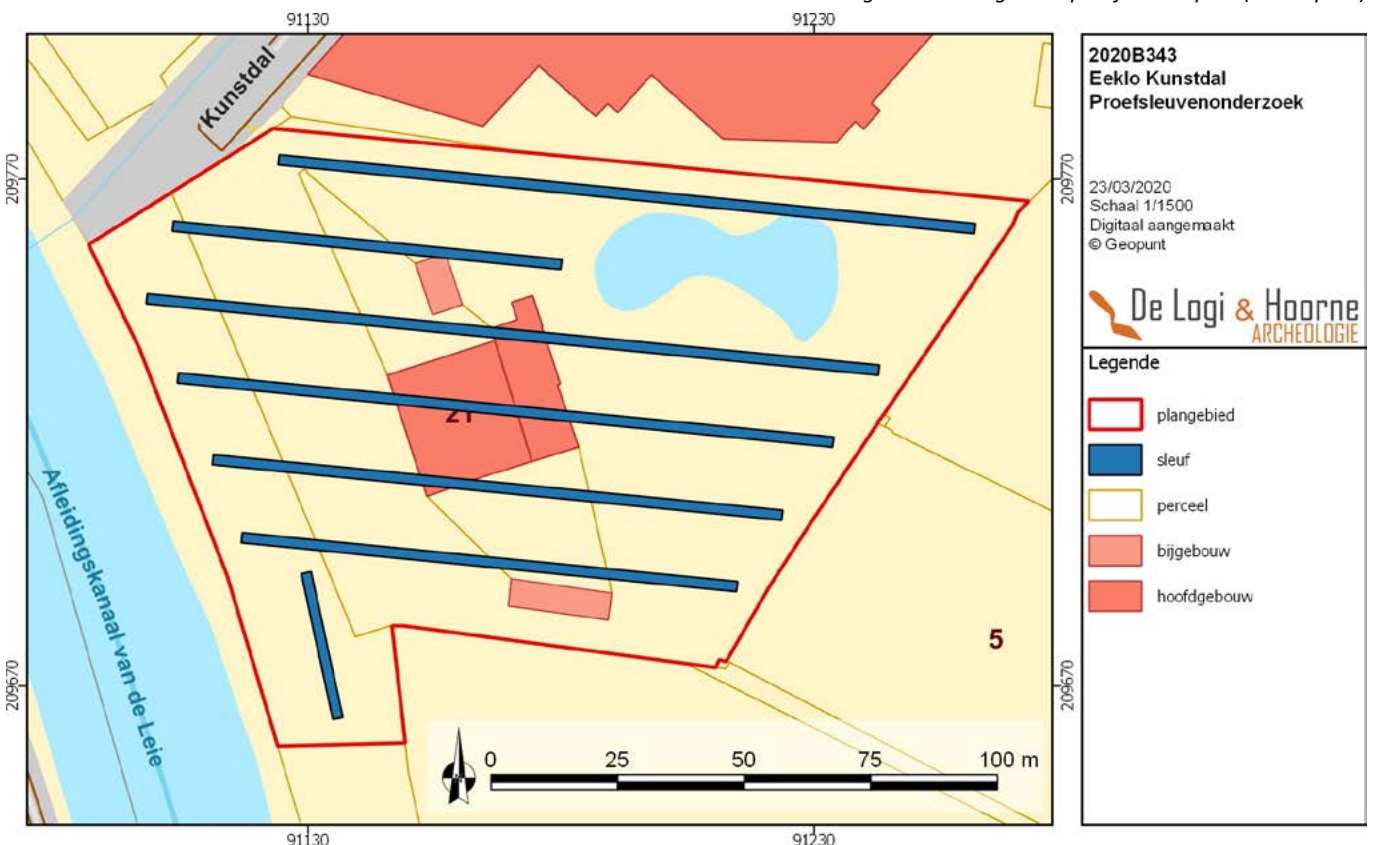 91130
91230
Kunstdal
209770
209770
21
Afleidingskanaal van de Leie
5
209670
209670
0 25 50 75 100 m
91130
91230
2020B343
Eeklo Kunstdal
Proefsleuvenonderzoek
23/03/2020
Schaal 1/1500
Digitaal aangemaakt
© Geopunt
De Logi & Hoorne
ARCHEOLOGIE
Legende
plangebied
sleuf
perceel
bijgebouw
hoofdgebouw